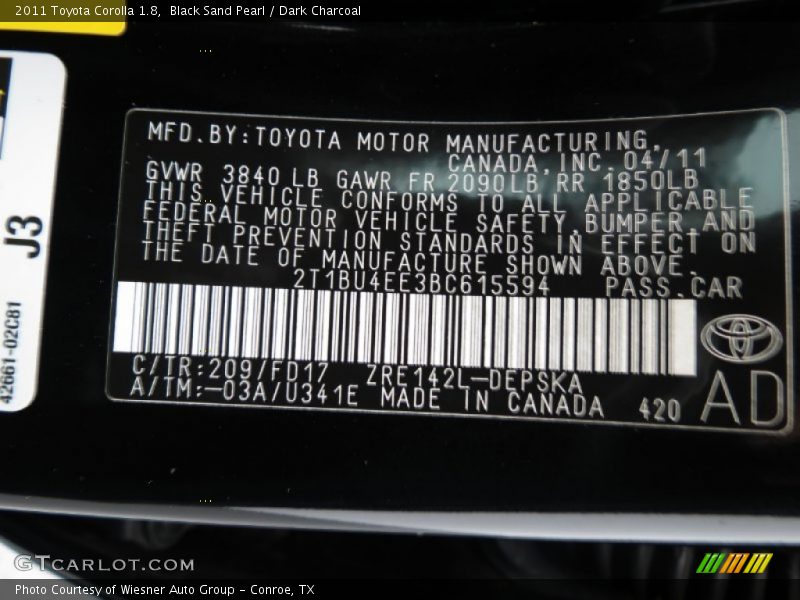 2011 Toyota Corolla 1.8,  Black Sand Pearl / Dark Charcoal
MFD.BY:TOYOTA MOTOR MANUFACTURING,
CANADA,INC.04/11
GVWR 3840 LB GAWR FR 2090LB RR 1850LB
THIS VEHICLE CONFORMS TO ALL APPLICABLE
FEDERAL MOTOR VEHICLE SAFETY,BUMPER,AND
THEFT PREVENTION STANDARDS IN EFFECT ON
THE DATE OF MANUFACTURE SHOWN ABOVE.
2T1BU4EE3BC615594 PASS.CAR
C/TR:209/FD17 ZRE142L-DEPSKA
A/TM:-03A/U341E MADE IN CANADA 420 AD
J3
42661-02C81
GTcarlot.com
Photo Courtesy of Wiesner Auto Group - Conroe, TX